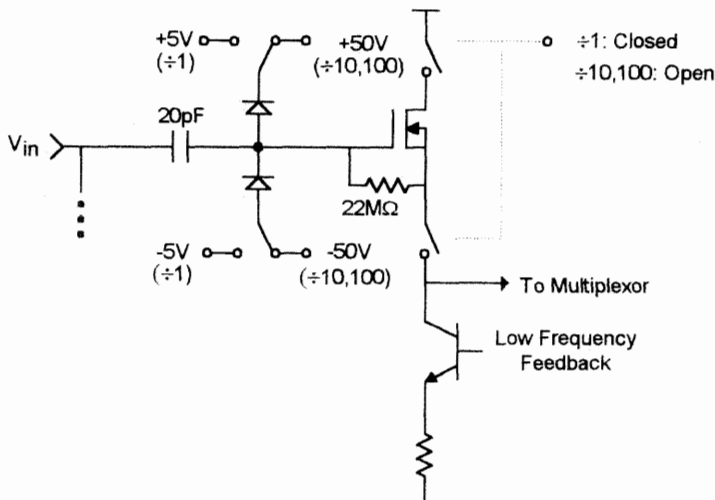 +5V
(÷1)
+50V
(÷10,100)
÷1: Closed
÷10,100: Open
20pF
Vin
22MΩ
-5V
(÷1)
-50V
(÷10,100)
To Multiplexor
Low Frequency
Feedback